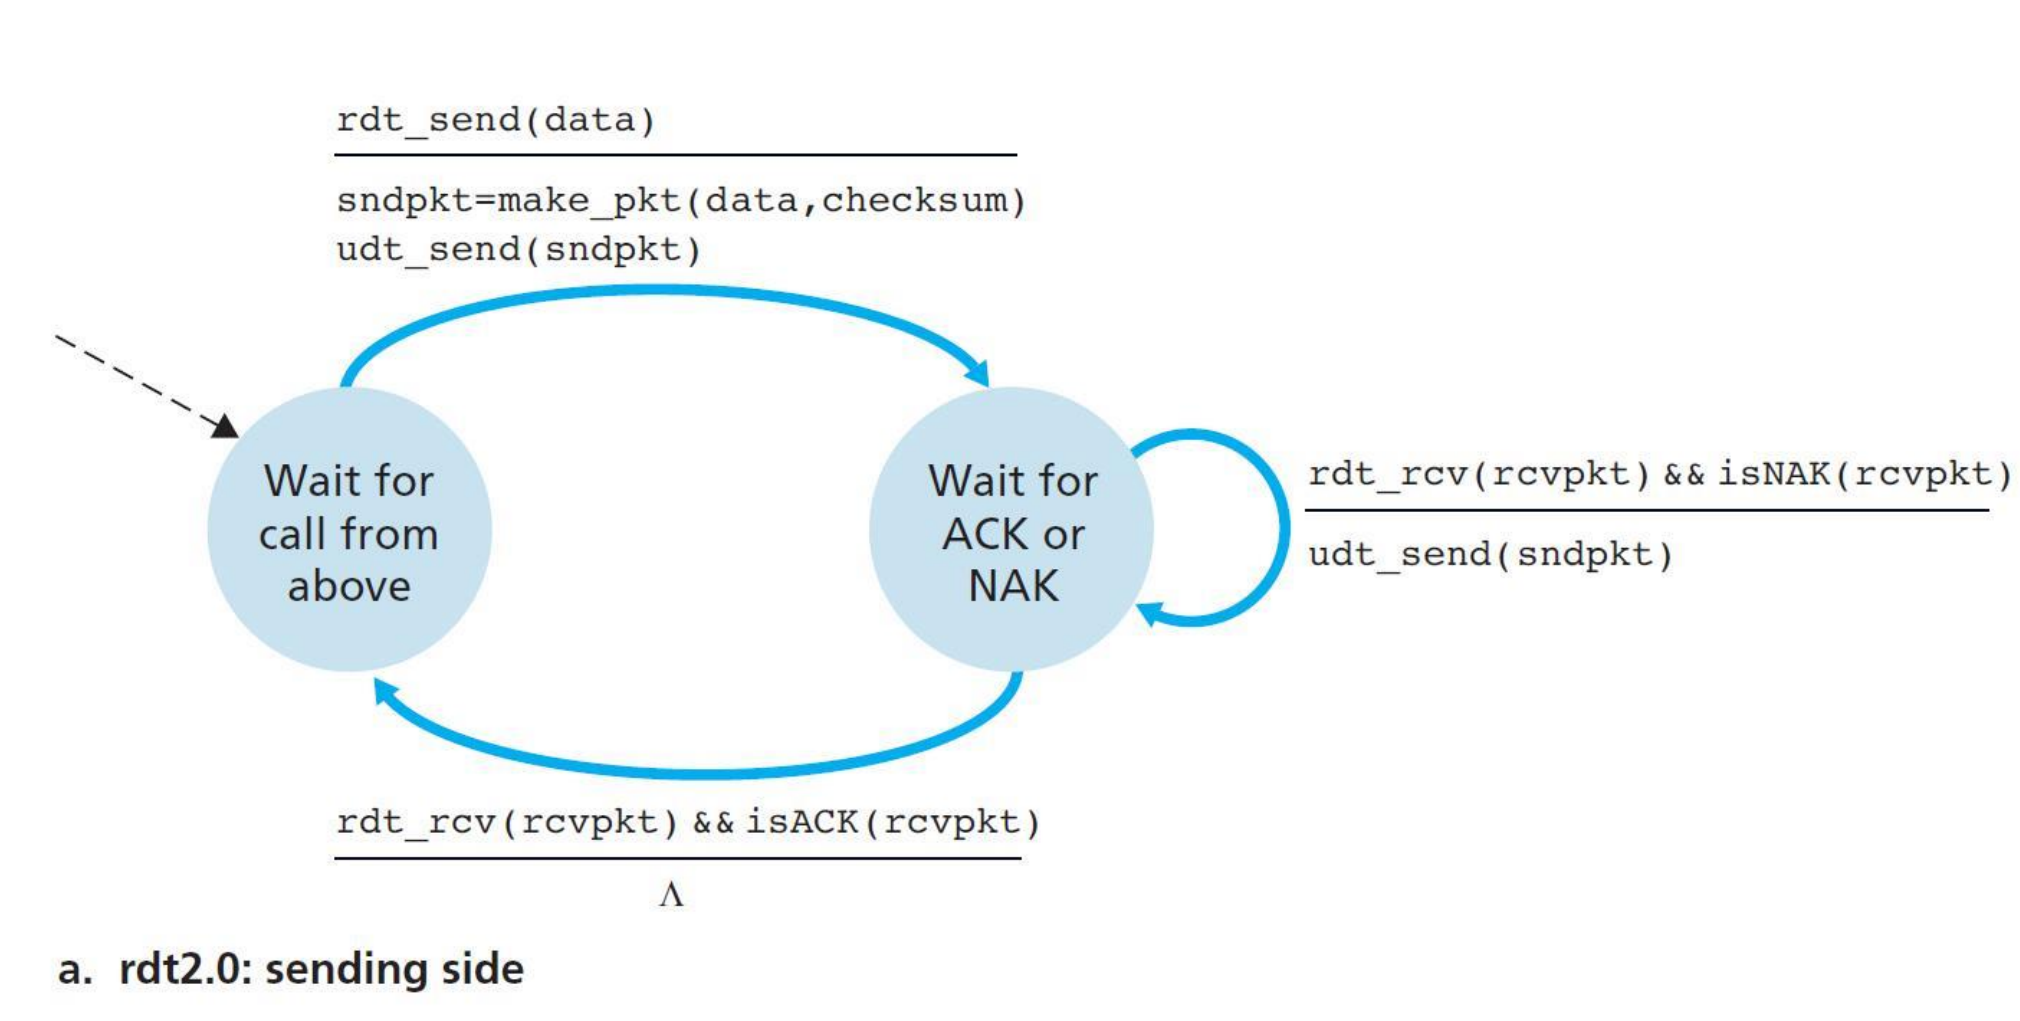 rdt_send(data)
sndpkt=make_pkt(data,checksum)
udt_send(sndpkt)
Wait for
call from
above
Wait for
ACK or
NAK
rdt_rcv(rcvpkt) && isNAK(rcvpkt)
udt_send(sndpkt)
rdt_rcv(rcvpkt) && isACK(rcvpkt)
Λ
a. rdt2.0: sending side